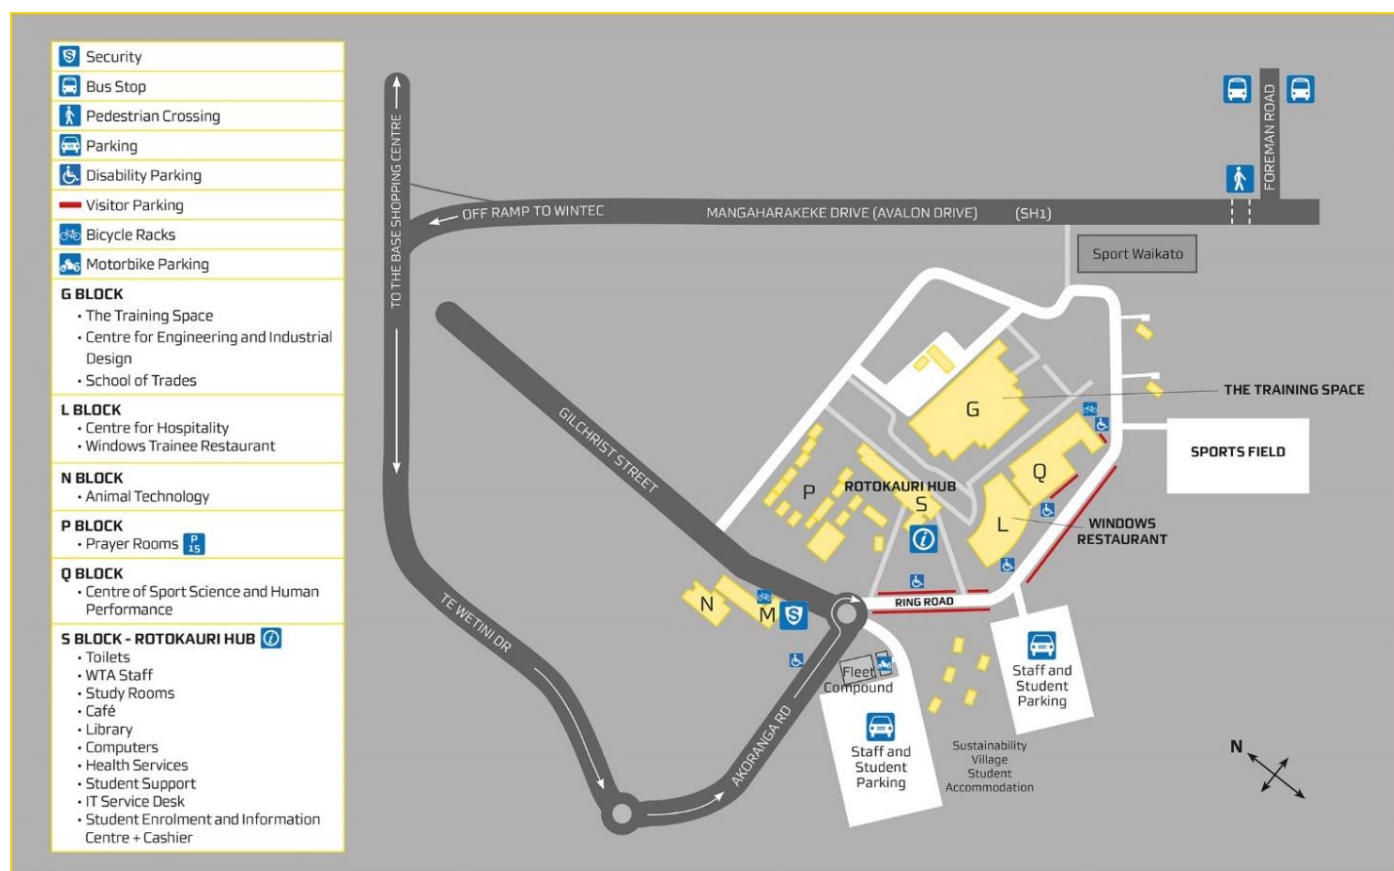 Security
Bus Stop
Pedestrian Crossing
Parking
Disability Parking
Visitor Parking
Bicycle Racks
Motorbike Parking
G BLOCK
• The Training Space
• Centre for Engineering and Industrial
Design
• School of Trades
L BLOCK
• Centre for Hospitality
• Windows Trainee Restaurant
N BLOCK
• Animal Technology
P BLOCK
• Prayer Rooms P
15
Q BLOCK
• Centre of Sport Science and Human
Performance
S BLOCK - ROTOKAURI HUB i
• Toilets
• WTA Staff
• Study Rooms
• Café
• Library
• Computers
• Health Services
• Student Support
• IT Service Desk
• Student Enrolment and Information
Centre + Cashier
TO THE BASE SHOPPING CENTRE
OFF RAMP TO WINTEC
MANGAHARAKEKE DRIVE (AVALON DRIVE) (SH1)
FOREMAN ROAD
Sport Waikato
GILCHRIST STREET
THE TRAINING SPACE
G
SPORTS FIELD
Q
ROTOKAURI HUB
P
S
i
L
WINDOWS
RESTAURANT
N
M
S
RING ROAD
TE WETINI DR
AKORANGA RD
Fleet
Compound
Staff and
Student
Parking
Staff and
Student
Parking
Sustainability
Village
Student
Accommodation
N